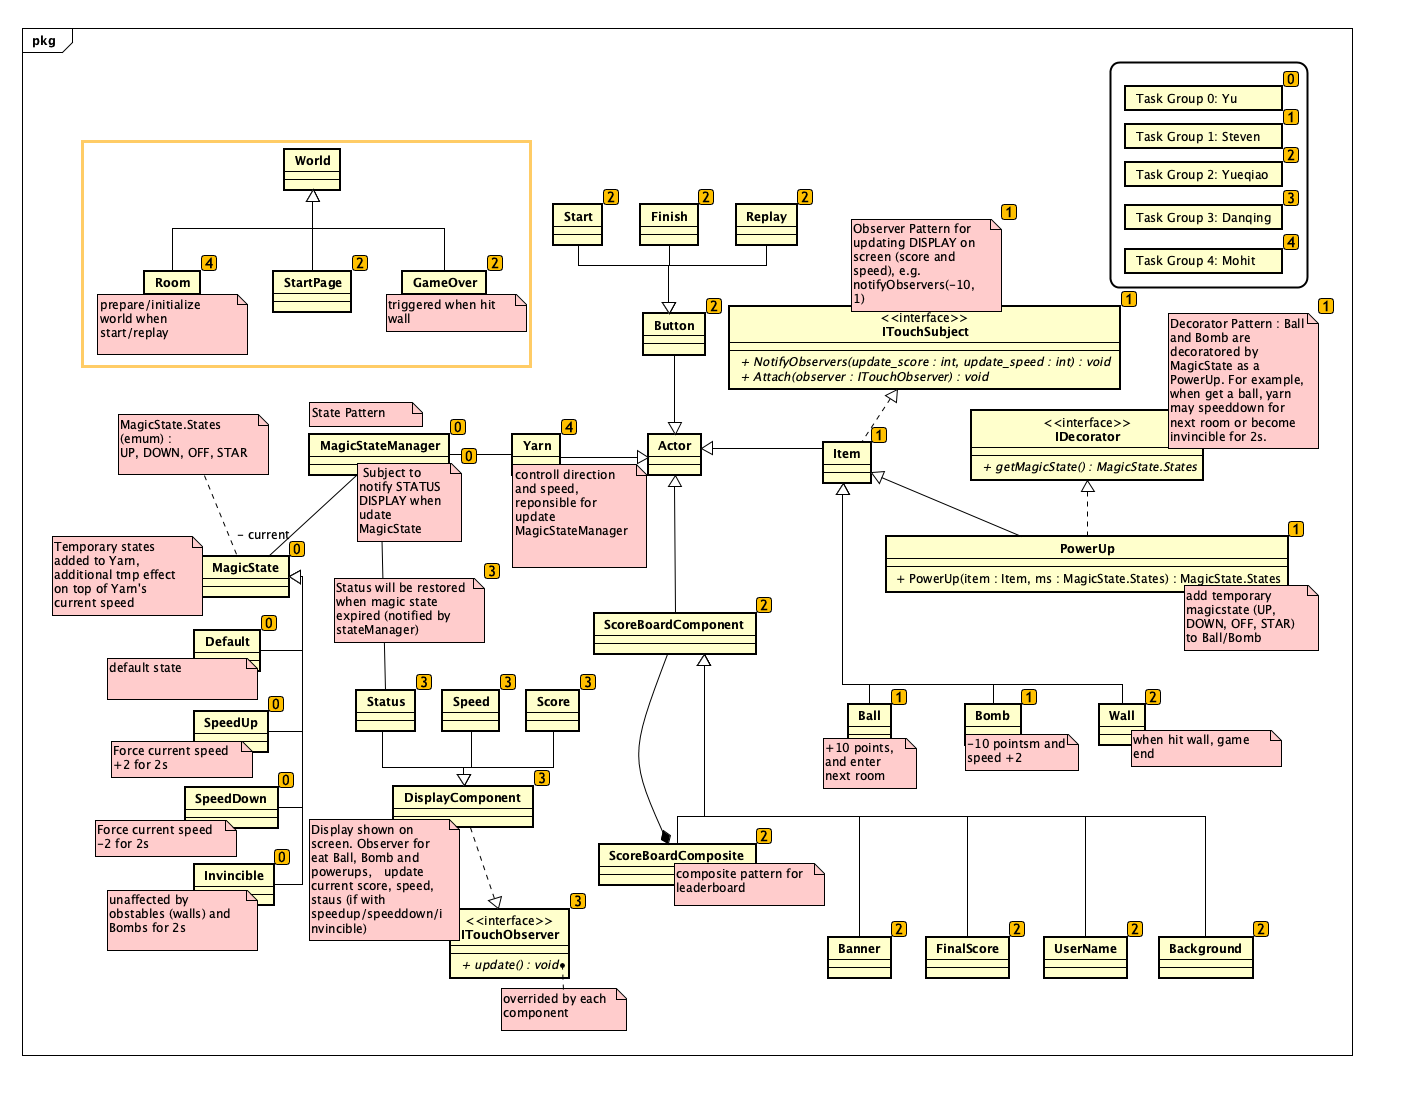 pkg
0
Task Group 0: Yu
1
Task Group 1: Steven
2
Task Group 2: Yueqiao
3
Task Group 3: Danqing
4
Task Group 4: Mohit
World
4
Room
prepare/initialize
world when
start/replay
2
StartPage
2
GameOver
triggered when hit
wall
2
Start
2
Finish
2
Replay
2
Button
1
Observer Pattern for
updating DISPLAY on
screen (score and
speed), e.g.
notifyObservers(-10,
1)
1
<<interface>>
ITouchSubject
+ NotifyObservers(update_score : int, update_speed : int) : void
+ Attach(observer : ITouchObserver) : void
1
Decorator Pattern : Ball
and Bomb are
decoratored by
MagicState as a
PowerUp. For example,
when get a ball, yarn
may speeddown for
next room or become
invincible for 2s.
<<interface>>
IDecorator
+ getMagicState() : MagicState.States
MagicState.States
(emum) :
UP, DOWN, OFF, STAR
State Pattern
0
MagicStateManager
0
Subject to
notify STATUS
DISPLAY when
udate
MagicState
4
Yarn
controll direction
and speed,
reponsible for
update
MagicStateManager
Actor
1
Item
1
PowerUp
+ PowerUp(item : Item, ms : MagicState.States) : MagicState.States
add temporary
magicstate (UP,
DOWN, OFF, STAR)
to Ball/Bomb
- current
0
MagicState
Temporary states
added to Yarn,
additional tmp effect
on top of Yarn's
current speed
3
Status will be restored
when magic state
expired (notified by
stateManager)
0
Default
default state
0
SpeedUp
Force current speed
+2 for 2s
0
SpeedDown
Force current speed
-2 for 2s
0
Invincible
unaffected by
obstables (walls) and
Bombs for 2s
3
Status
3
Speed
3
Score
3
DisplayComponent
Display shown on
screen. Observer for
eat Ball, Bomb and
powerups, update
current score, speed,
staus (if with
speedup/speeddown/i
nvincible)
3
<<interface>>
ITouchObserver
+ update() : void
overrided by each
component
2
ScoreBoardComponent
2
ScoreBoardComposite
composite pattern for
leaderboard
1
Ball
+10 points,
and enter
next room
1
Bomb
-10 pointsm and
speed +2
2
Wall
when hit wall, game
end
2
Banner
2
FinalScore
2
UserName
2
Background